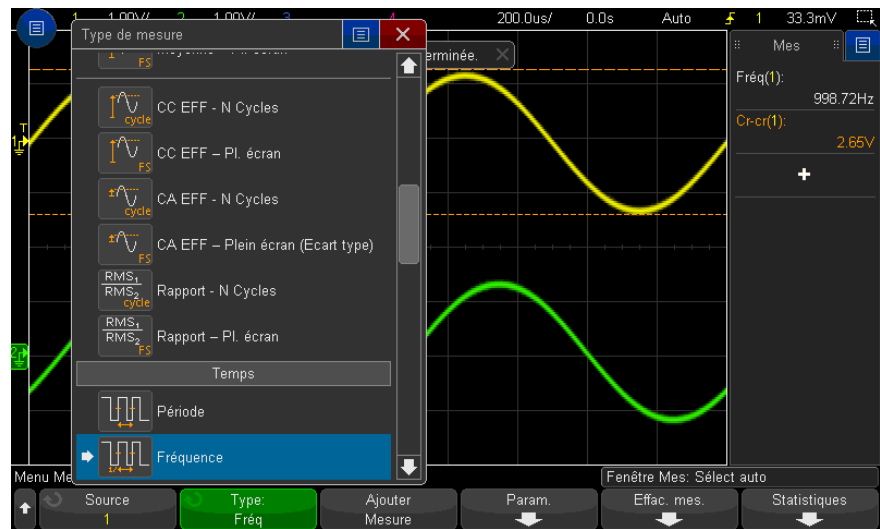 1 1.00V/ 2 1.00V/ 3 4 200.0us/ 0.0s Auto 1 33.3mV
Type de mesure
FS
erminée.
cycle CC EFF - N Cycles
FS CC EFF – Pl. écran
cycle CA EFF - N Cycles
FS CA EFF – Plein écran (Ecart type)
RMS1 RMS2 cycle Rapport - N Cycles
RMS1 RMS2 FS Rapport – Pl. écran
Temps
Période
1/ Fréquence
T
1
2
Mes
Fréq(1):
998.72Hz
Cr-cr(1):
2.65V
+
Menu Me
Fenêtre Mes: Sélect auto
Source
1
Type:
Fréq
Ajouter
Mesure
Param.
Effac. mes.
Statistiques